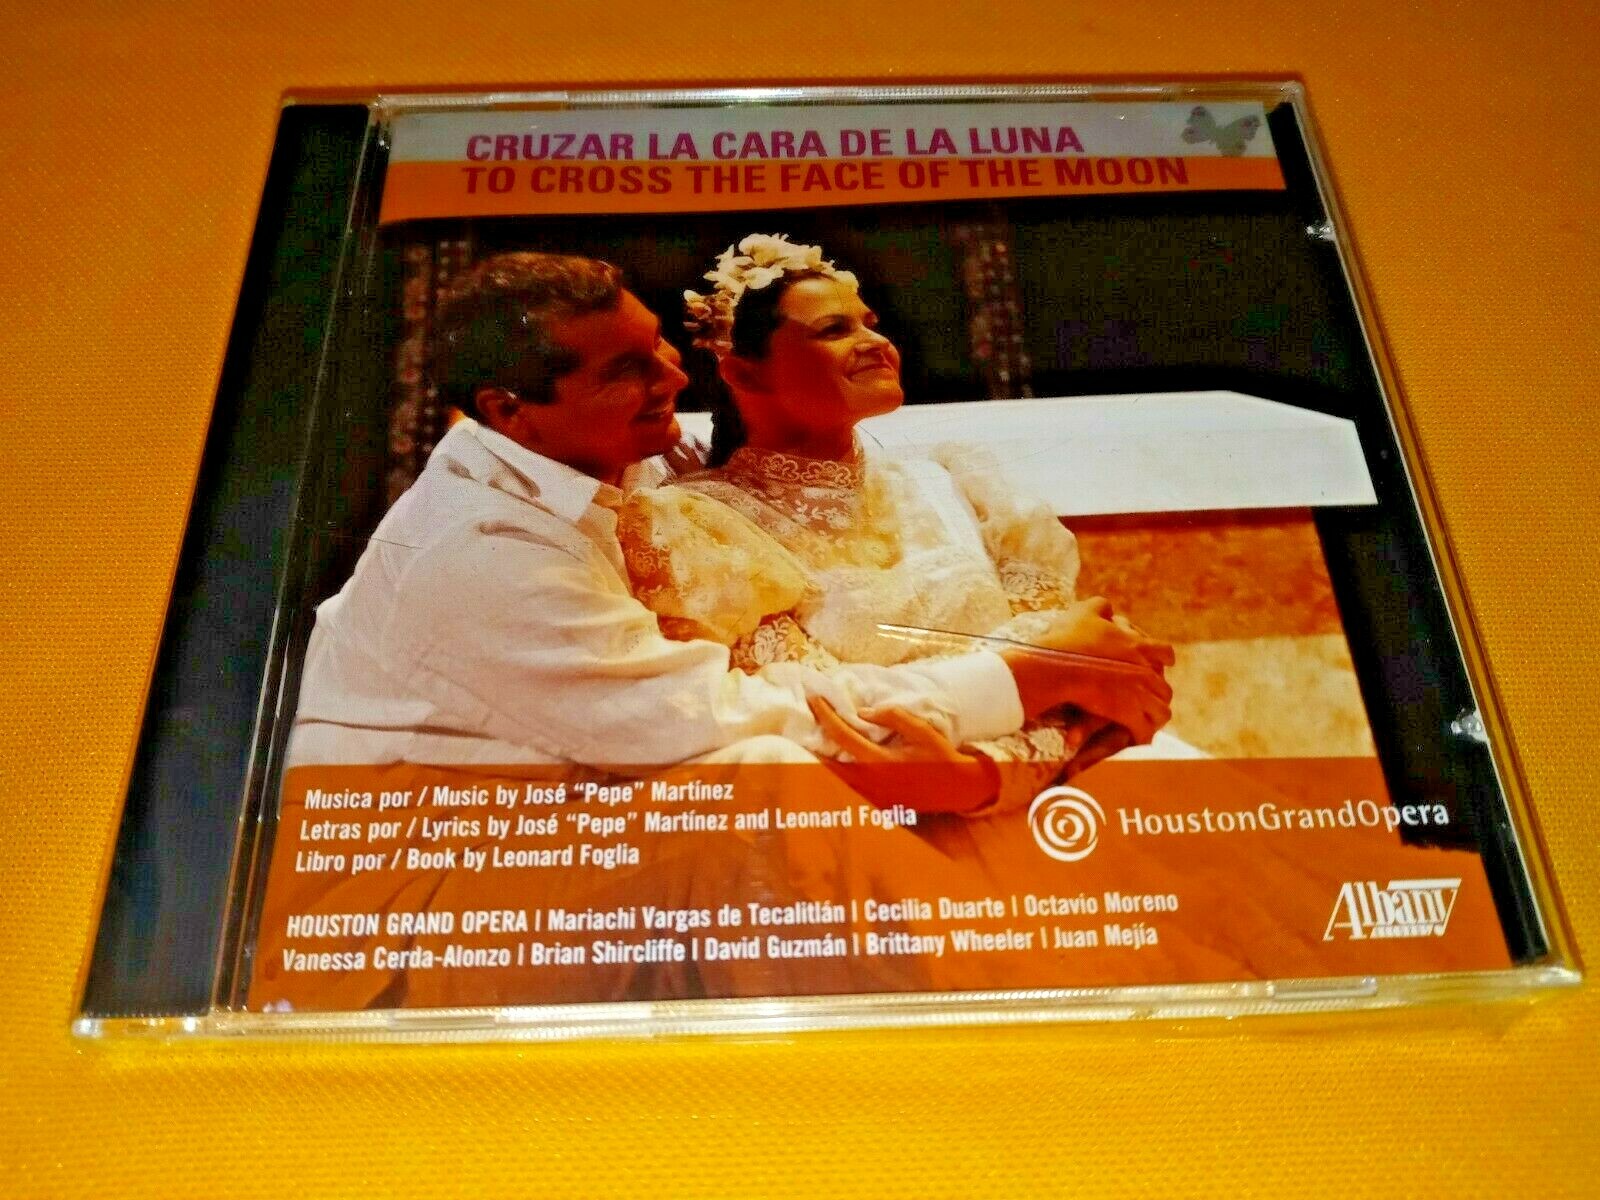 CRUZAR LA CARA DE LA LUNA
TO CROSS THE FACE OF THE MOON
Musica por / Music by José “Pepe” Martínez
Letras por / Lyrics by José “Pepe” Martínez and Leonard Foglia
Libro por / Book by Leonard Foglia
HoustonGrandOpera
HOUSTON GRAND OPERA | Mariachi Vargas de Tecalitlán | Cecilia Duarte | Octavio Moreno
Vanessa Cerda-Alonzo | Brian Shircliffe | David Guzmán | Brittany Wheeler | Juan Mejía
Albany